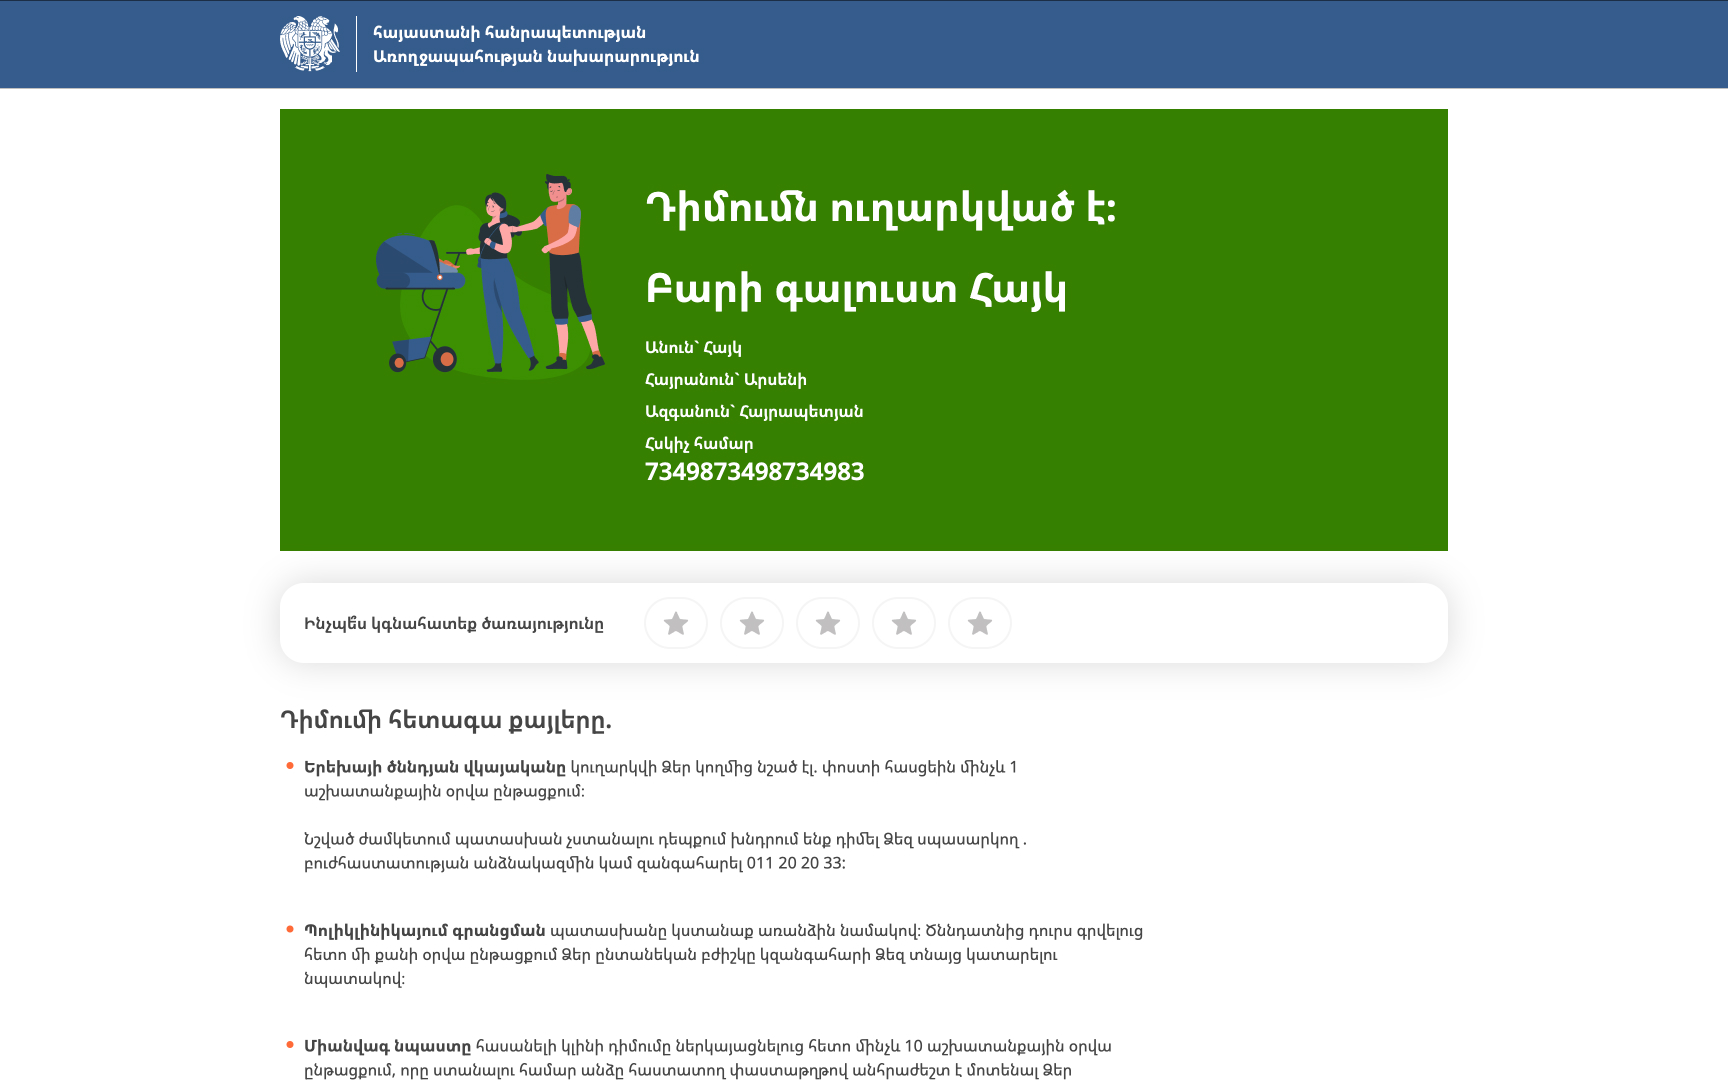 հայաստանի հանրապետության
Առողջապահության նախարարություն
Դիմումն ուղարկված է:
Բարի գալուստ Հայկ
Անուն՝ Հայկ
Հայրանուն՝ Արսենի
Ազգանուն՝ Հայրապետյան
Հսկիչ համար
7349873498734983
Ինչպե՞ս կգնահատեք ծառայությունը
Դիմումի հետագա քայլերը.
Երեխայի ծննդյան վկայականը կուղարկվի Ձեր կողմից նշած էլ. փոստի հասցեին մինչև 1
աշխատանքային օրվա ընթացքում:
Նշված ժամկետում պատասխան չստանալու դեպքում խնդրում ենք դիմել Ձեզ սպասարկող .
բուժհաստատության անձնակազմին կամ զանգահարել 011 20 20 33:
Պոլիկլինիկայում գրանցման պատասխանը կստանաք առանձին նամակով: Ծննդատնից դուրս գրվելուց
հետո մի քանի օրվա ընթացքում Ձեր ընտանեկան բժիշկը կզանգահարի Ձեզ տնայց կատարելու
նպատակով:
Միանվագ նպաստը հասանելի կլինի դիմումը ներկայացնելուց հետո մինչև 10 աշխատանքային օրվա
ընթացքում, որը ստանալու համար անձը հաստատող փաստաթղթով անհրաժեշտ է մոտենալ Ձեր